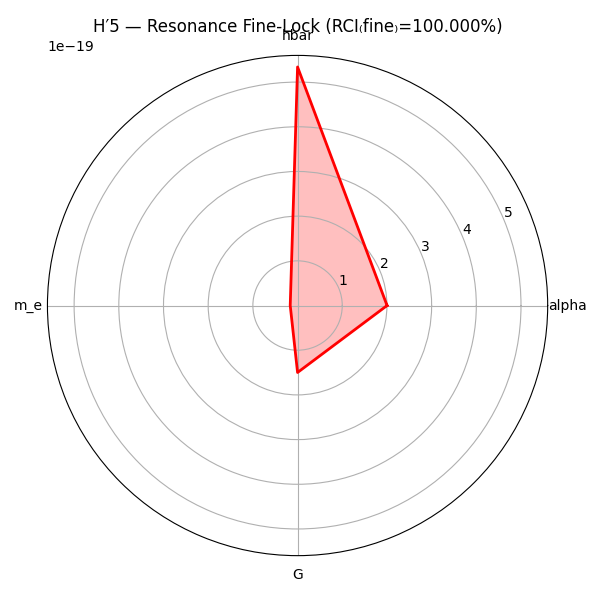 H′5 — Resonance Fine-Lock (RCI₍fine₎=100.000%)
hbar
1e−19
5
4
3
2
1
m_e
alpha
G